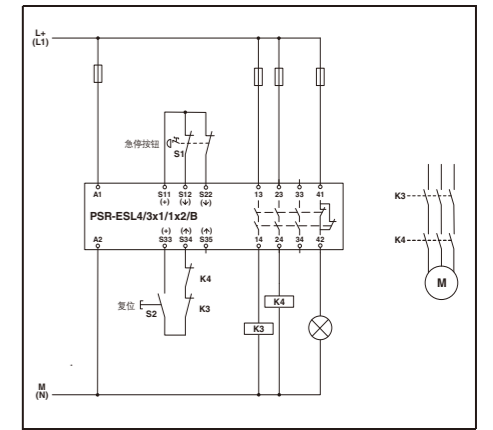 L+
(L1)
急停按钮
S1
A1 S11 S12 S22 13 23 33 41
(+) (↓) (↓)
PSR-ESL4/3x1/1x2/B
(+) (↑) (↑)
A2 S33 S34 S35 14 24 34 42
K3
K4
M
K4
复位
S2
K3
K4
K3
M
(N)